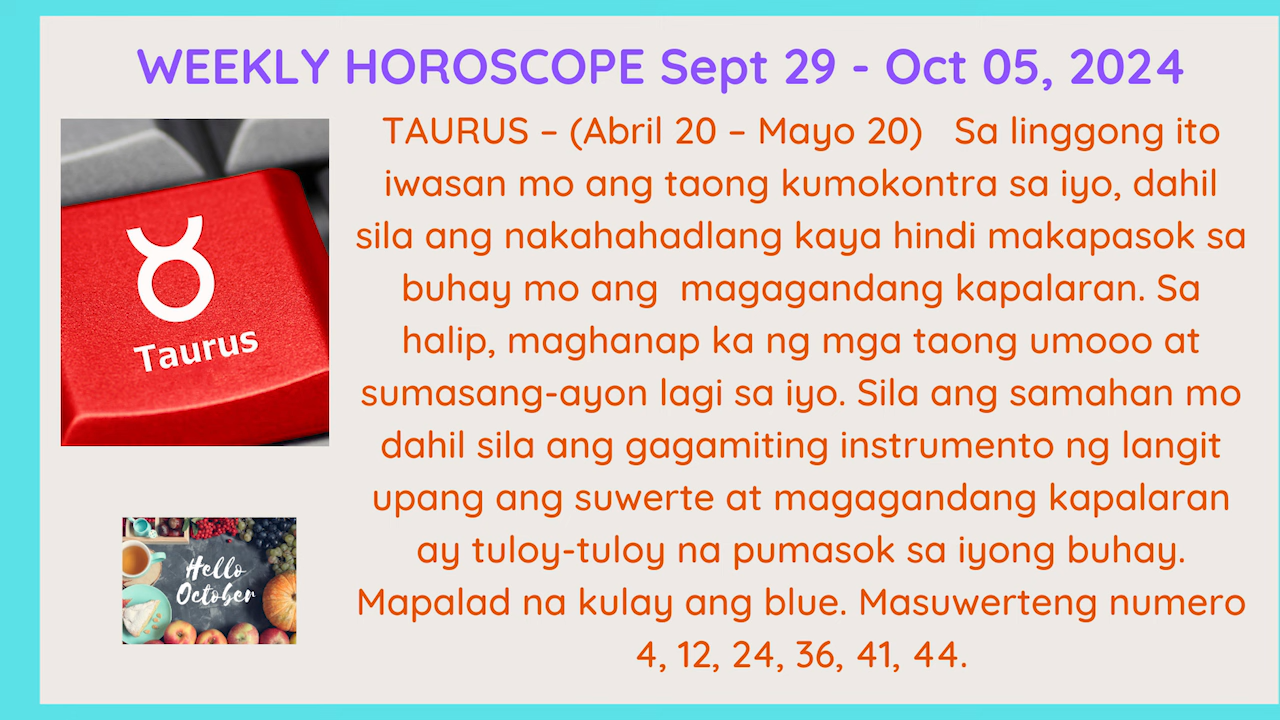 WEEKLY HOROSCOPE Sept 29 - Oct 05, 2024
TAURUS – (Abril 20 – Mayo 20)   Sa linggong ito
iwasan mo ang taong kumokontra sa iyo, dahil
sila ang nakahahadlang kaya hindi makapasok sa
buhay mo ang  magagandang kapalaran. Sa
halip, maghanap ka ng mga taong umooo at
sumasang-ayon lagi sa iyo. Sila ang samahan mo
dahil sila ang gagamiting instrumento ng langit
upang ang suwerte at magagandang kapalaran
ay tuloy-tuloy na pumasok sa iyong buhay.
Mapalad na kulay ang blue. Masuwerteng numero
4, 12, 24, 36, 41, 44.
Taurus
Hello
October